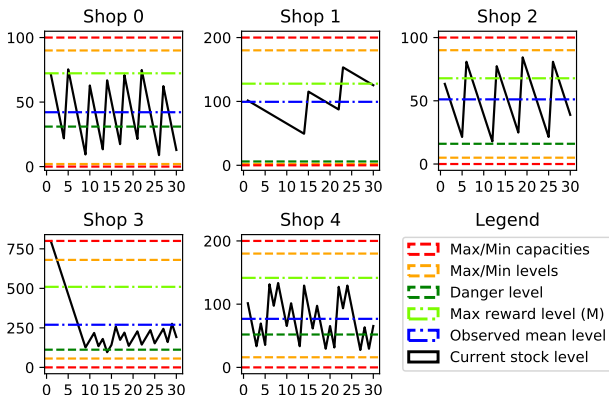 Shop 0
Shop 1
Shop 2
100
50
0
0 5 10 15 20 25 30
200
100
0
0 5 10 15 20 25 30
100
50
0
0 5 10 15 20 25 30
Shop 3
Shop 4
Legend
750
500
250
0
0 5 10 15 20 25 30
200
100
0
0 5 10 15 20 25 30
Max/Min capacities
Max/Min levels
Danger level
Max reward level (M)
Observed mean level
Current stock level